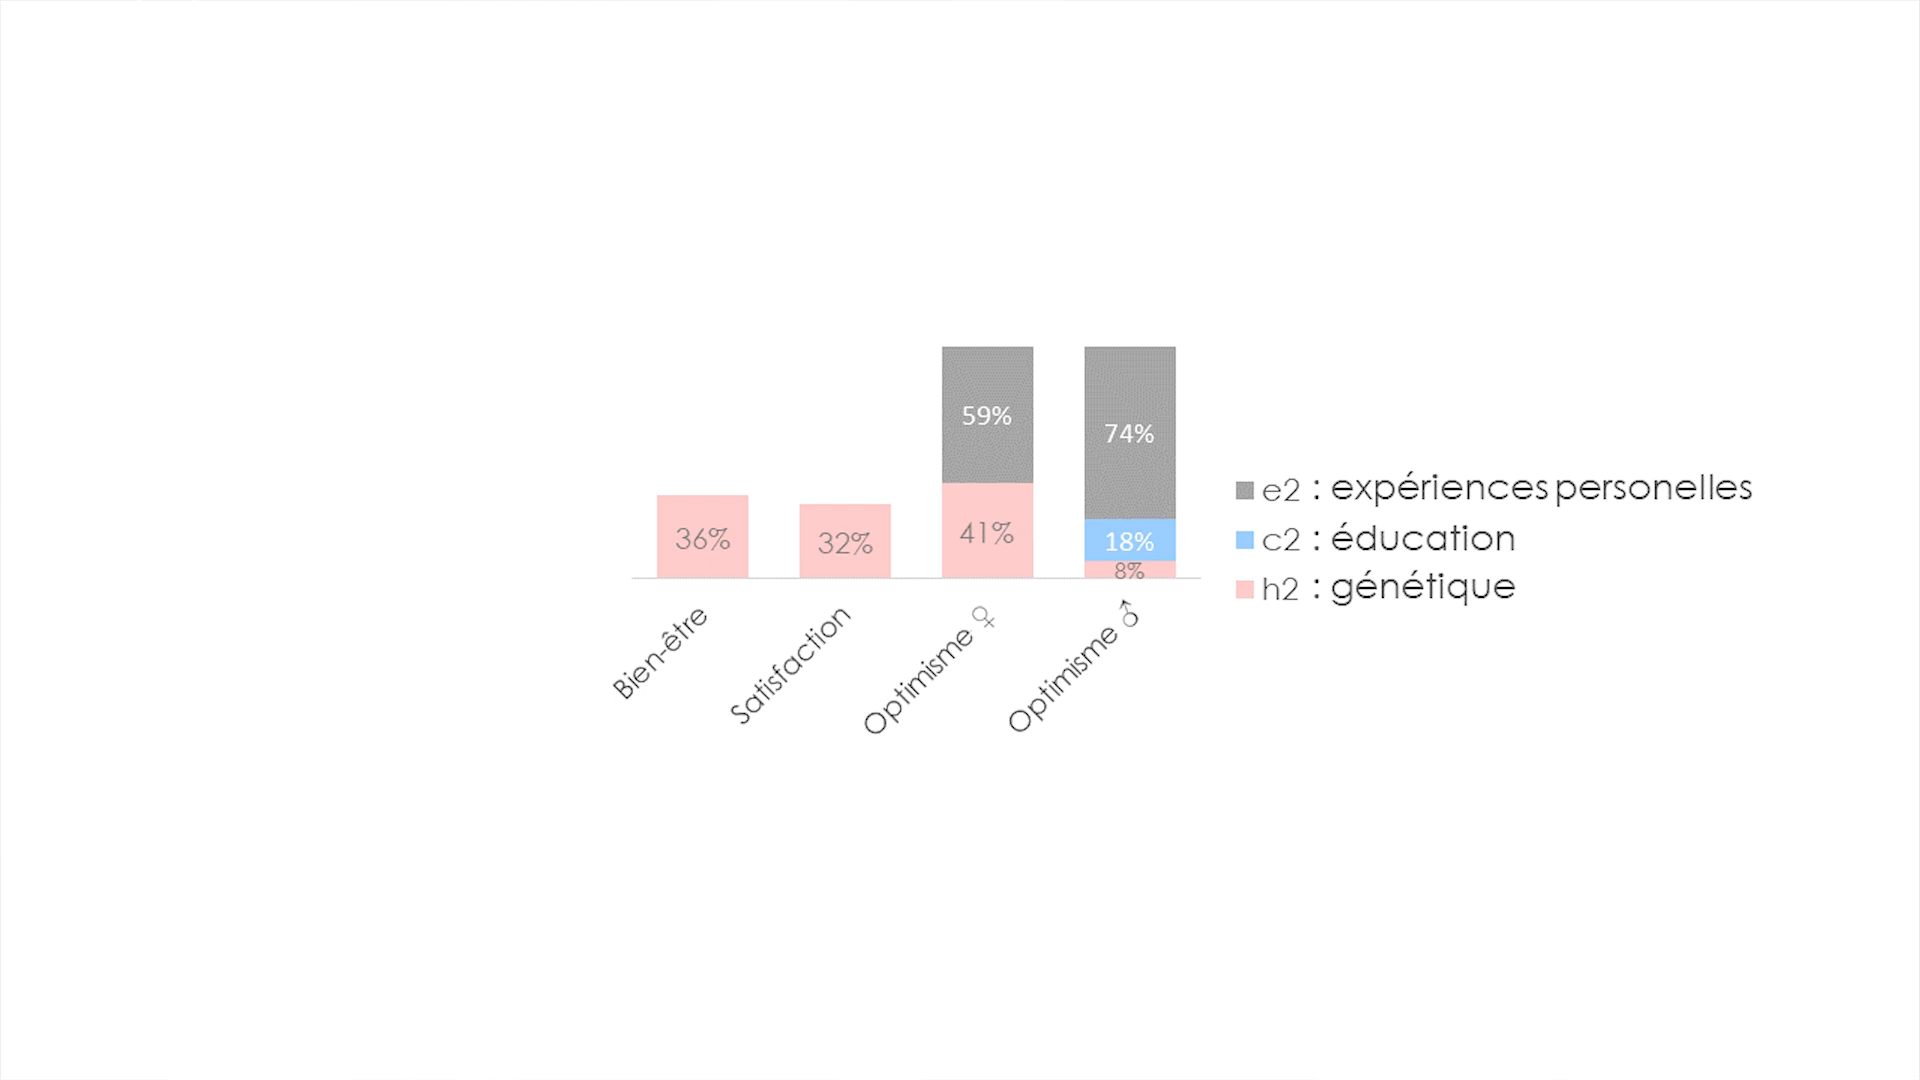 59%
74%
36%
32%
41%
18%
8%
e2 : expériences personelles
c2 : éducation
h2 : génétique
Bien-être
Satisfaction
Optimisme ♀
Optimisme ♂